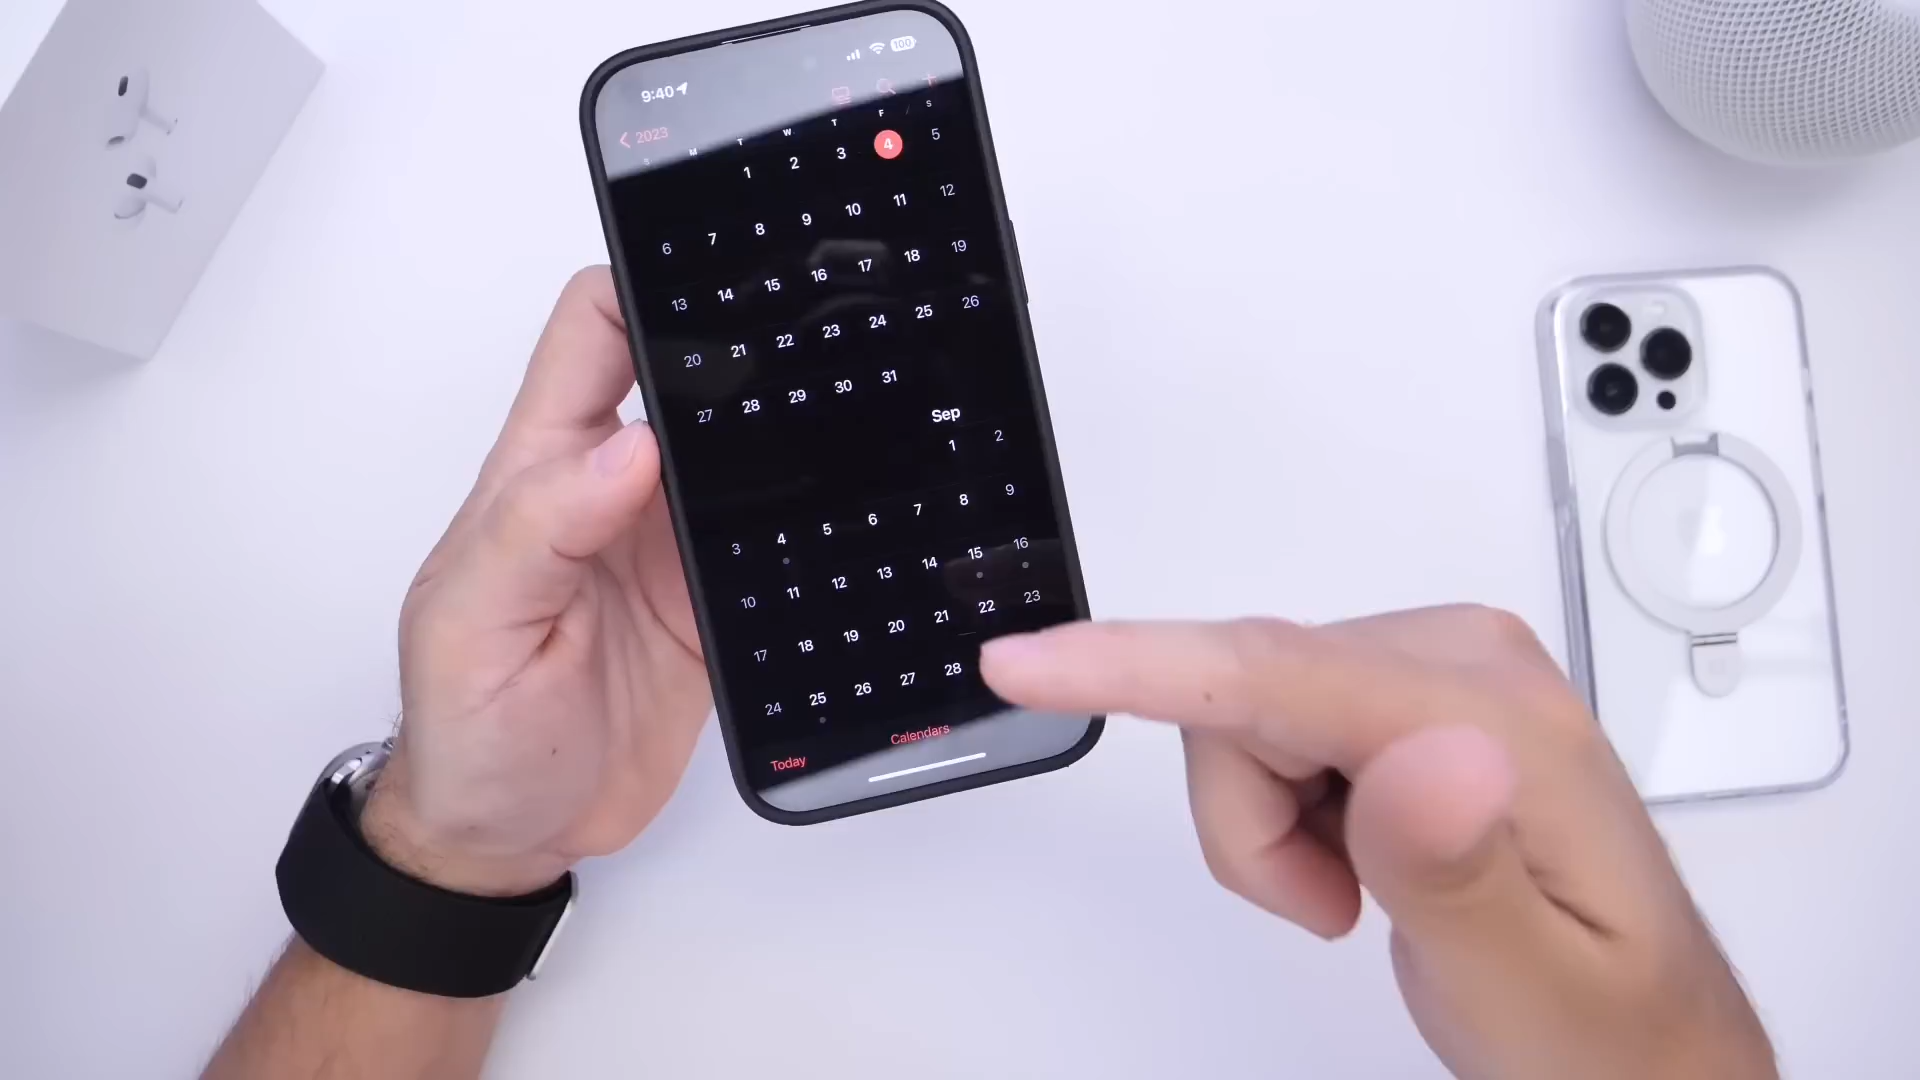 9:40
100
2023
S M T W T F S
1 2 3 4 5
6 7 8 9 10 11 12
13 14 15 16 17 18 19
20 21 22 23 24 25 26
27 28 29 30 31
Sep
1 2
3 4 5 6 7 8 9
10 11 12 13 14 15 16
17 18 19 20 21 22 23
24 25 26 27 28
Today Calendars